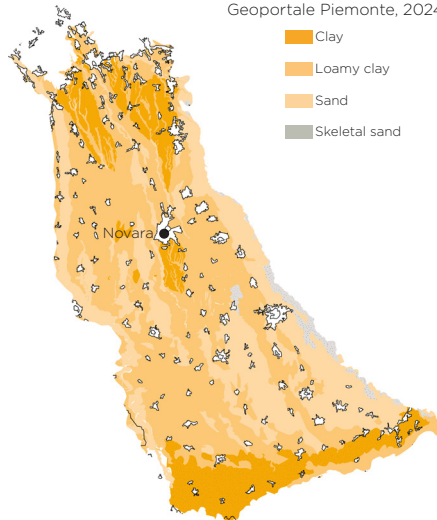 Geoportale Piemonte, 2024
Clay
Loamy clay
Sand
Skeletal sand
Novara